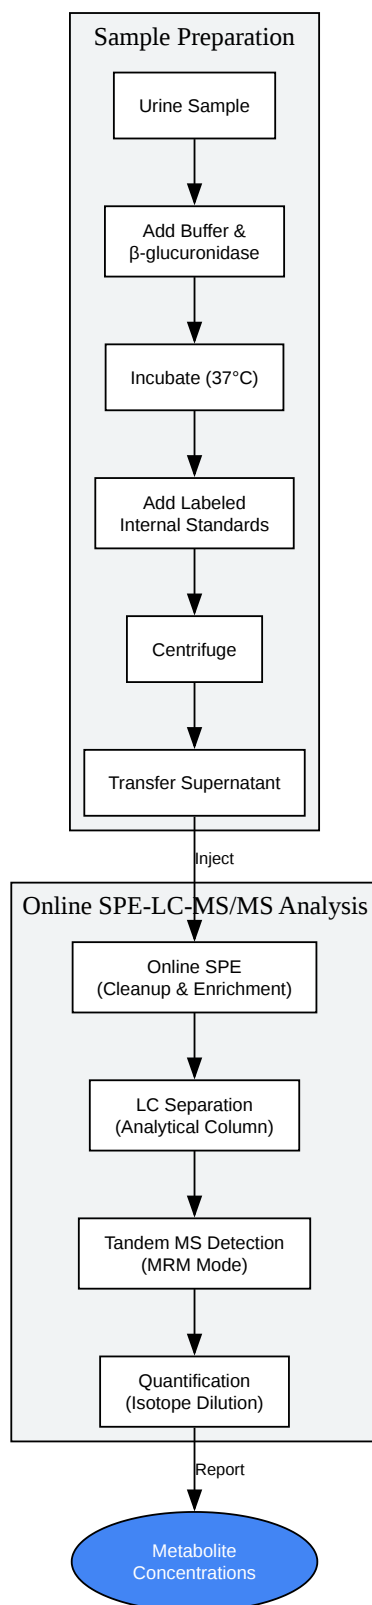 Sample Preparation
Urine Sample
Add Buffer &
β-glucuronidase
Incubate (37°C)
Add Labeled
Internal Standards
Centrifuge
Transfer Supernatant
Inject
Online SPE-LC-MS/MS Analysis
Online SPE
(Cleanup & Enrichment)
LC Separation
(Analytical Column)
Tandem MS Detection
(MRM Mode)
Quantification
(Isotope Dilution)
Report
Metabolite
Concentrations